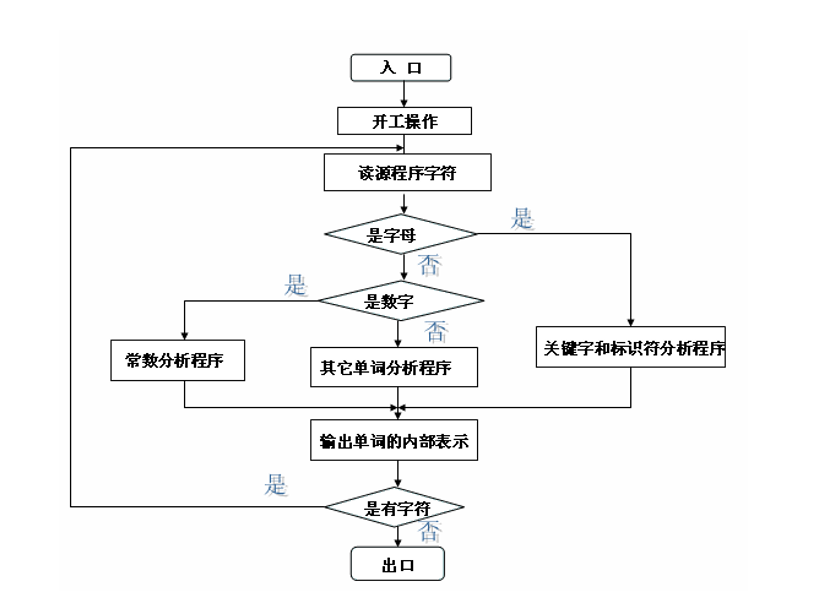 入 口
开工操作
读源程序字符
是
是字母
否
是
是数字
否
常数分析程序
其它单词分析程序
关键字和标识符分析程序
输出单词的内部表示
是
是有字符
否
出口